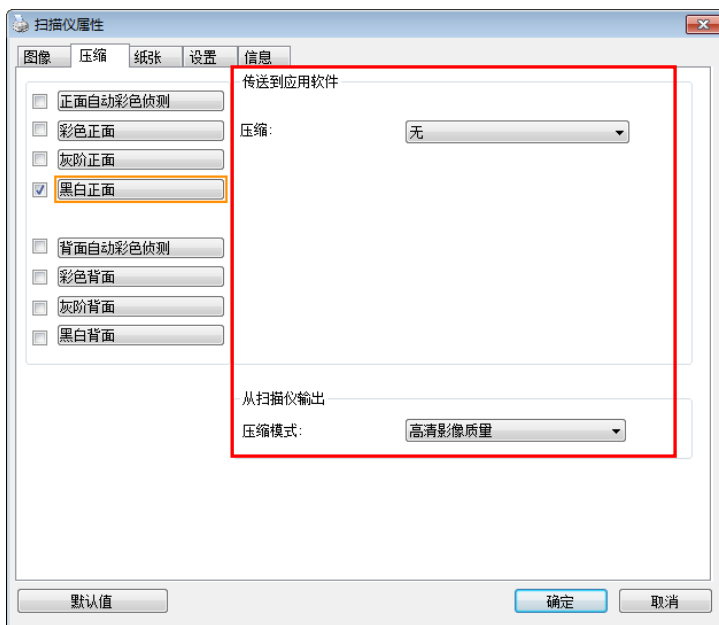 扫描仪属性
图像 压缩 纸张 设置 信息
传送到应用软件
正面自动彩色侦测
彩色正面
压缩: 无
灰阶正面
黑白正面
背面自动彩色侦测
彩色背面
灰阶背面
黑白背面
从扫描仪输出
压缩模式: 高清影像质量
默认值 确定 取消